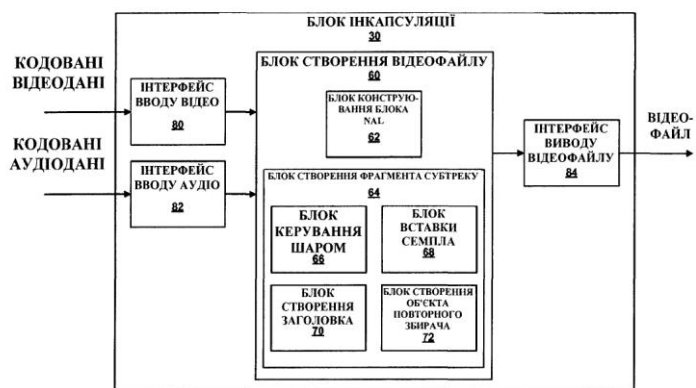 БЛОК ІНКАПСУЛЯЦІЇ
30
КОДОВАНІ
ВІДЕОДАНІ
ІНТЕРФЕЙС
ВВОДУ ВІДЕО
80
КОДОВАНІ
АУДІОДАНІ
ІНТЕРФЕЙС
ВВОДУ АУДІО
82
БЛОК СТВОРЕННЯ ВІДЕОФАЙЛУ
60
БЛОК КОНСТРУЮ-
ВАННЯ БЛОКА
NAL
62
БЛОК СТВОРЕННЯ ФРАГМЕНТА СУБТРЕКУ
64
БЛОК
КЕРУВАННЯ
ШАРОМ
66
БЛОК
ВСТАВКИ
СЕМПЛА
68
БЛОК
СТВОРЕННЯ
ЗАГОЛОВКА
70
БЛОК СТВОРЕННЯ
ОБ'ЄКТА
ПОВТОРНОГО
ЗБИРАЧА
72
ІНТЕРФЕЙС
ВИВОДУ
ВІДЕОФАЙЛУ
84
ВІДЕО-
ФАЙЛ